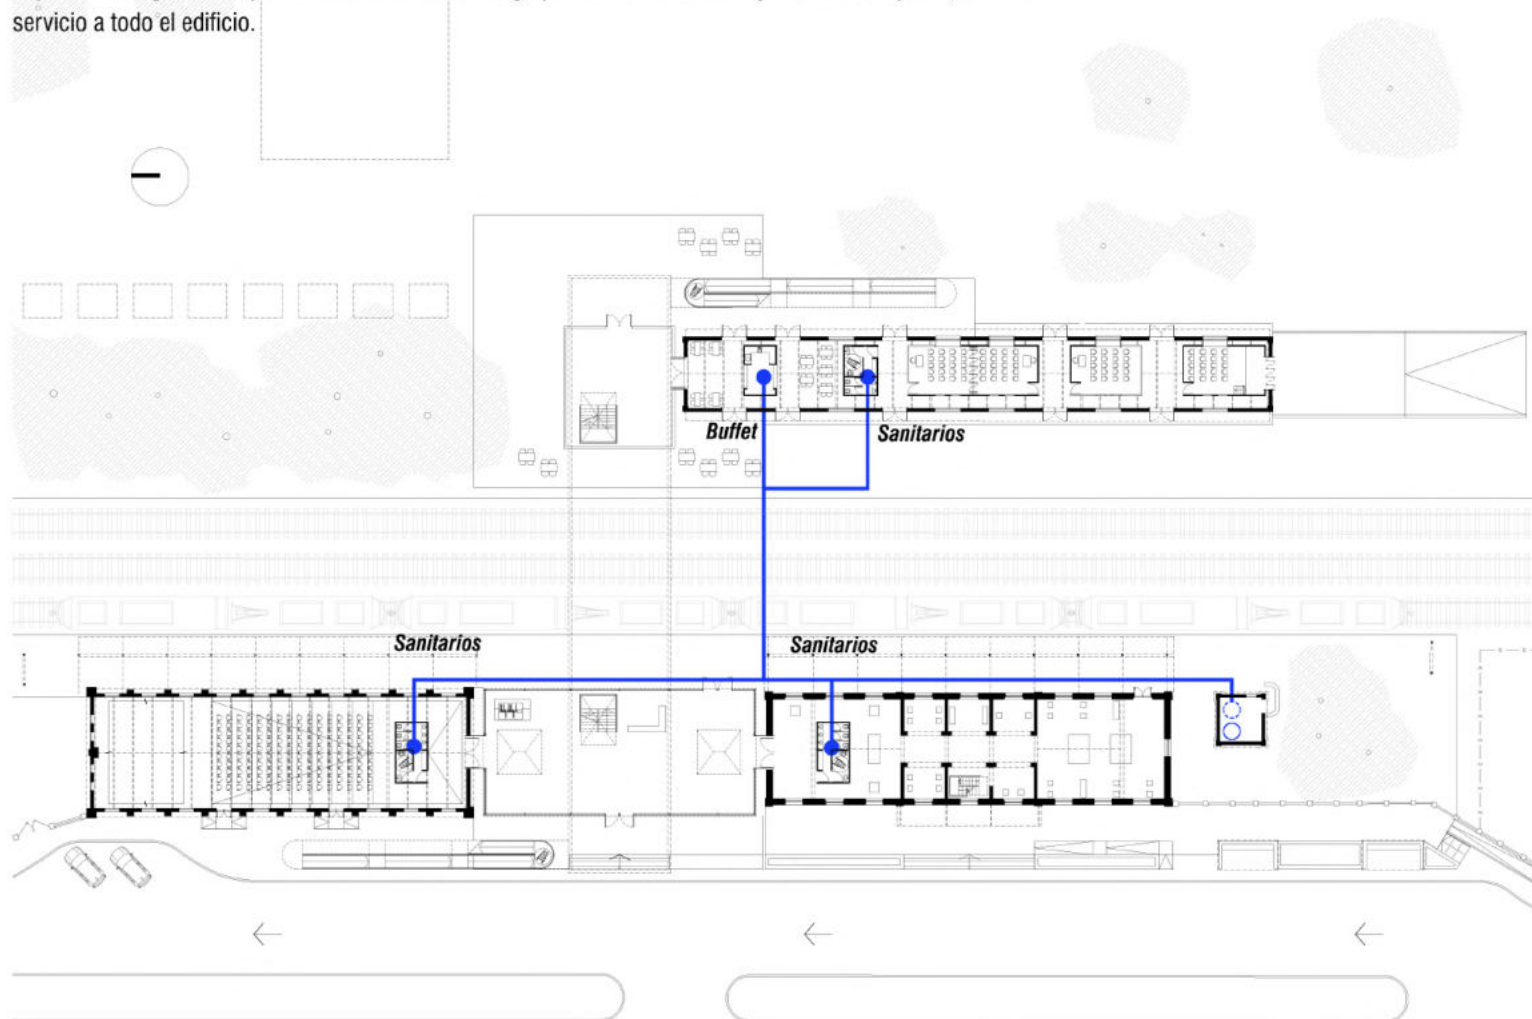 servicio a todo el edificio.
Buffet
Sanitarios
Sanitarios
Sanitarios